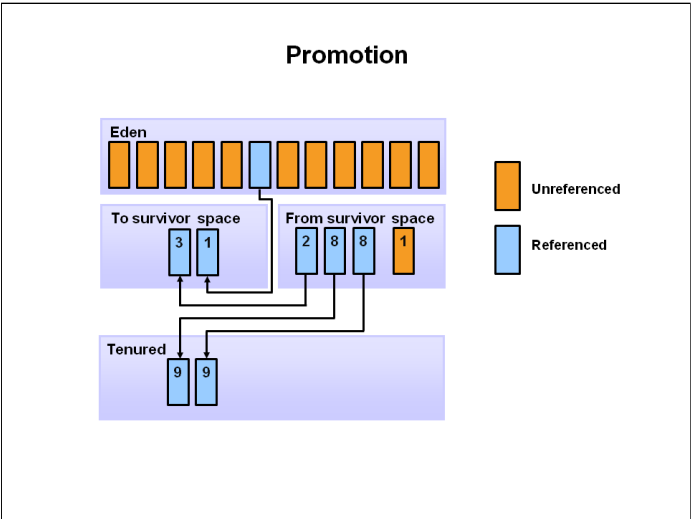 Promotion
Eden
Unreferenced
To survivor space
From survivor space
3 1
2 8 8 1
Referenced
Tenured
9 9